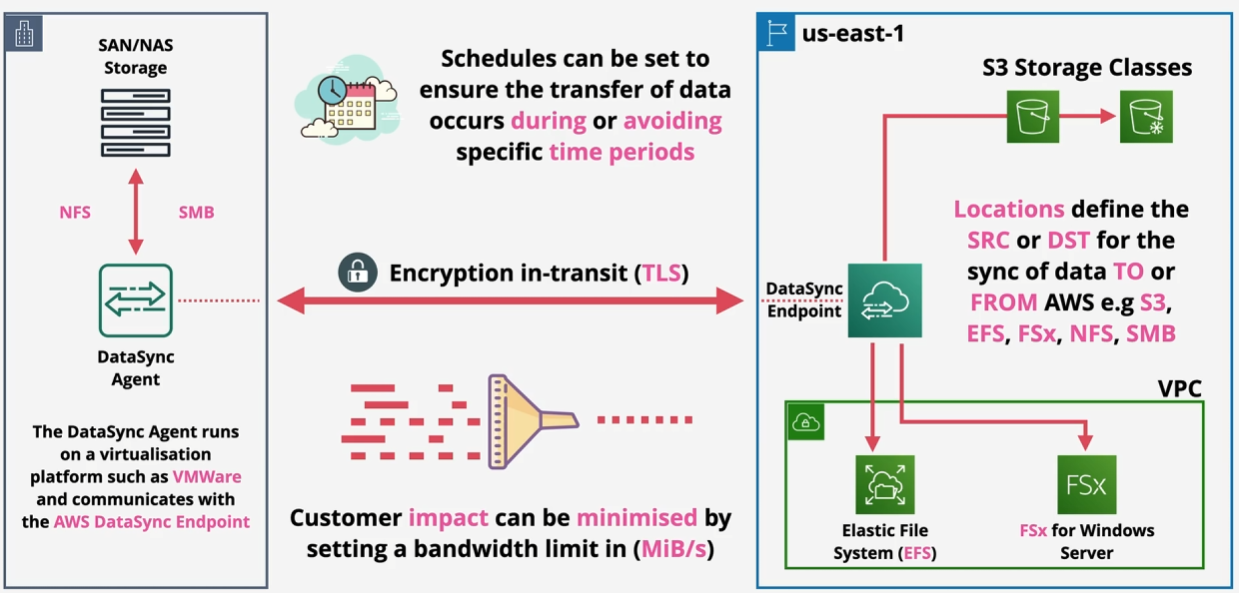 SAN/NAS
Storage
NFS
SMB
DataSync
Agent
The DataSync Agent runs
on a virtualisation
platform such as VMWare
and communicates with
the AWS DataSync Endpoint
Schedules can be set to
ensure the transfer of data
occurs during or avoiding
specific time periods
Encryption in-transit (TLS)
Customer impact can be minimised by
setting a bandwidth limit in (MiB/s)
us-east-1
S3 Storage Classes
Locations define the
SRC or DST for the
sync of data TO or
FROM AWS e.g S3,
EFS, FSx, NFS, SMB
DataSync
Endpoint
VPC
Elastic File
System (EFS)
FSx
FSx for Windows
Server